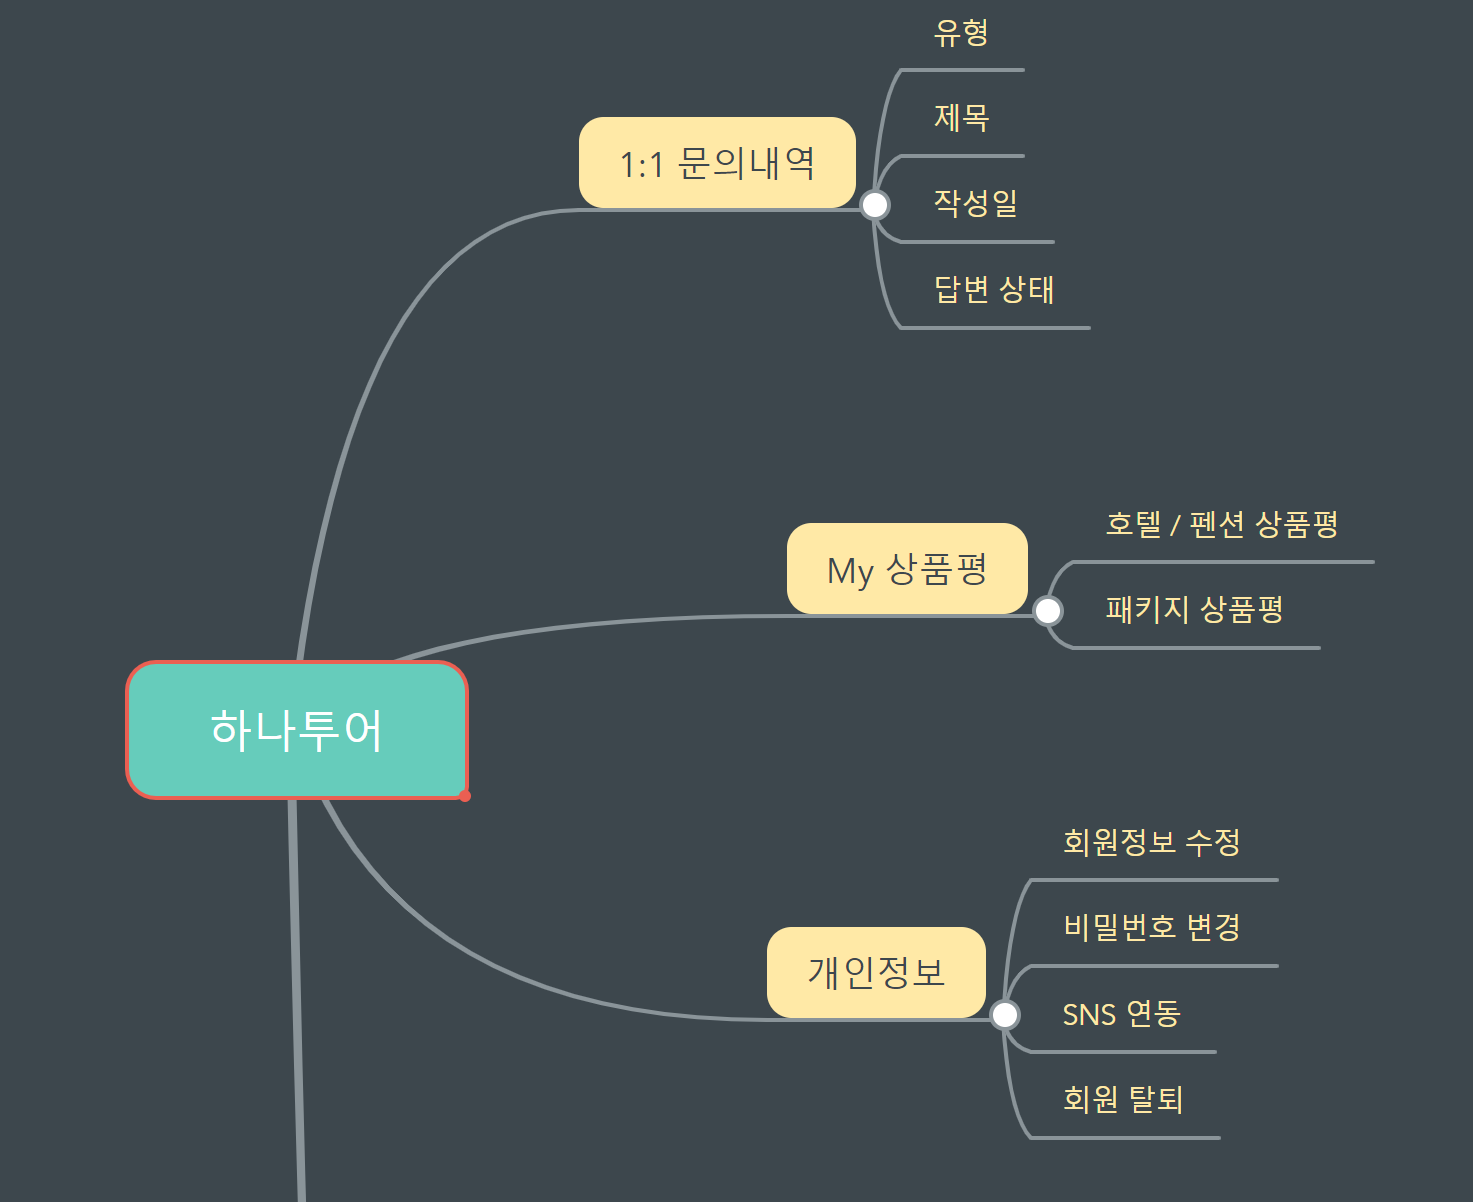 유형
제목
1:1 문의내역
작성일
답변 상태
호텔 / 펜션 상품평
My 상품평
패키지 상품평
하나투어
회원정보 수정
비밀번호 변경
개인정보
SNS 연동
회원 탈퇴